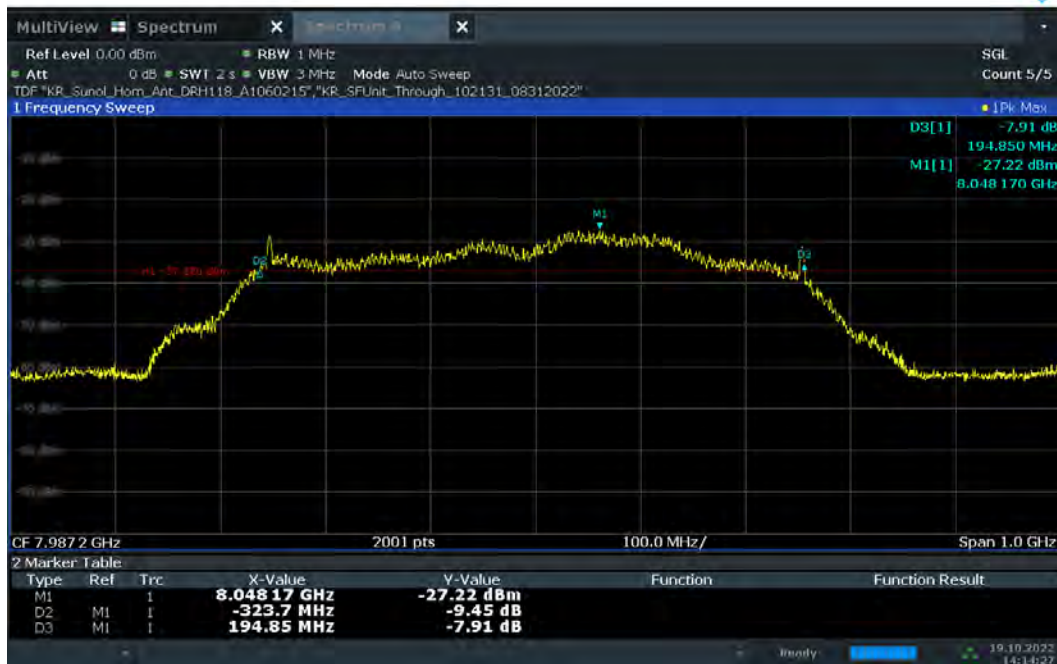 MultiView Spectrum X X
Ref Level 0.00 dBm RBW 1 MHz SGL
Att 0 dB SWT 2 s VBW 3 MHz Mode Auto Sweep Count 5/5
TDF "KR_Sunol_Horn_Ant_DRH118_A1060215","KR_SFUnit_Through_102131_08312022"
1 Frequency Sweep 1Pk Max
D3[1] -7.91 dB
194.850 MHz
M1[1] -27.22 dBm
8.048 170 GHz
M1
D2
D3
CF 7.9872 GHz 2001 pts 100.0 MHz/ Span 1.0 GHz
2 Marker Table
Type Ref Trc X-Value Y-Value Function Function Result
M1 1 8.04817 GHz -27.22 dBm
D2 M1 1 -323.7 MHz -9.45 dB
D3 M1 1 194.85 MHz -7.91 dB
Ready 19.10.2022
14:14:22